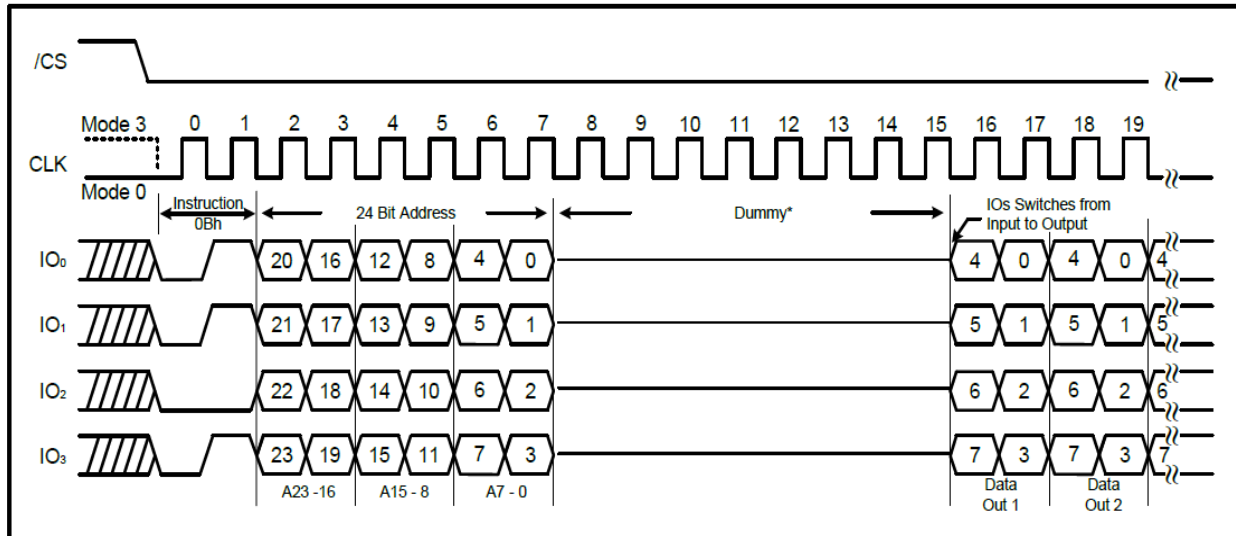 /CS
Mode 3 0 1 2 3 4 5 6 7 8 9 10 11 12 13 14 15 16 17 18 19
CLK
Mode 0
Instruction
0Bh
24 Bit Address
Dummy*
IOs Switches from
Input to Output
IO₀ 20 16 12 8 4 0 4 0 4 0 4
IO₁ 21 17 13 9 5 1 5 1 5 1 5
IO₂ 22 18 14 10 6 2 6 2 6 2 6
IO₃ 23 19 15 11 7 3 7 3 7 3 7
A23 -16 A15 - 8 A7 - 0
Data
Out 1
Data
Out 2